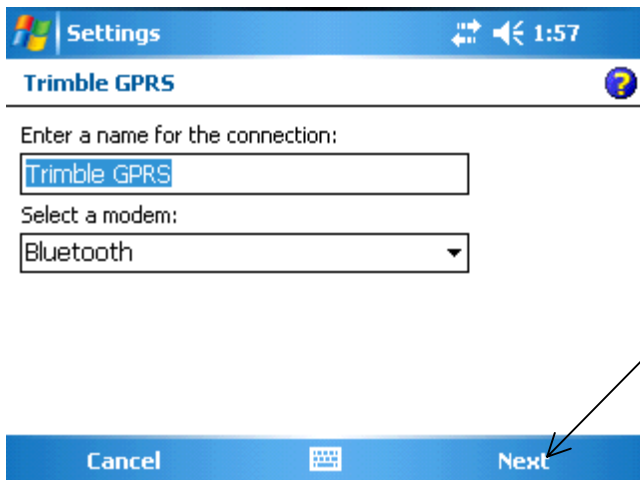 Settings 1:57
Trimble GPRS
Enter a name for the connection:
Trimble GPRS
Select a modem:
Bluetooth
Cancel Next